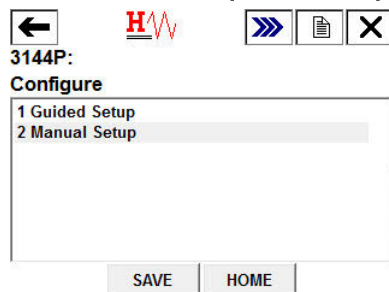 H
3144P:
Configure
1 Guided Setup
2 Manual Setup
SAVE HOME